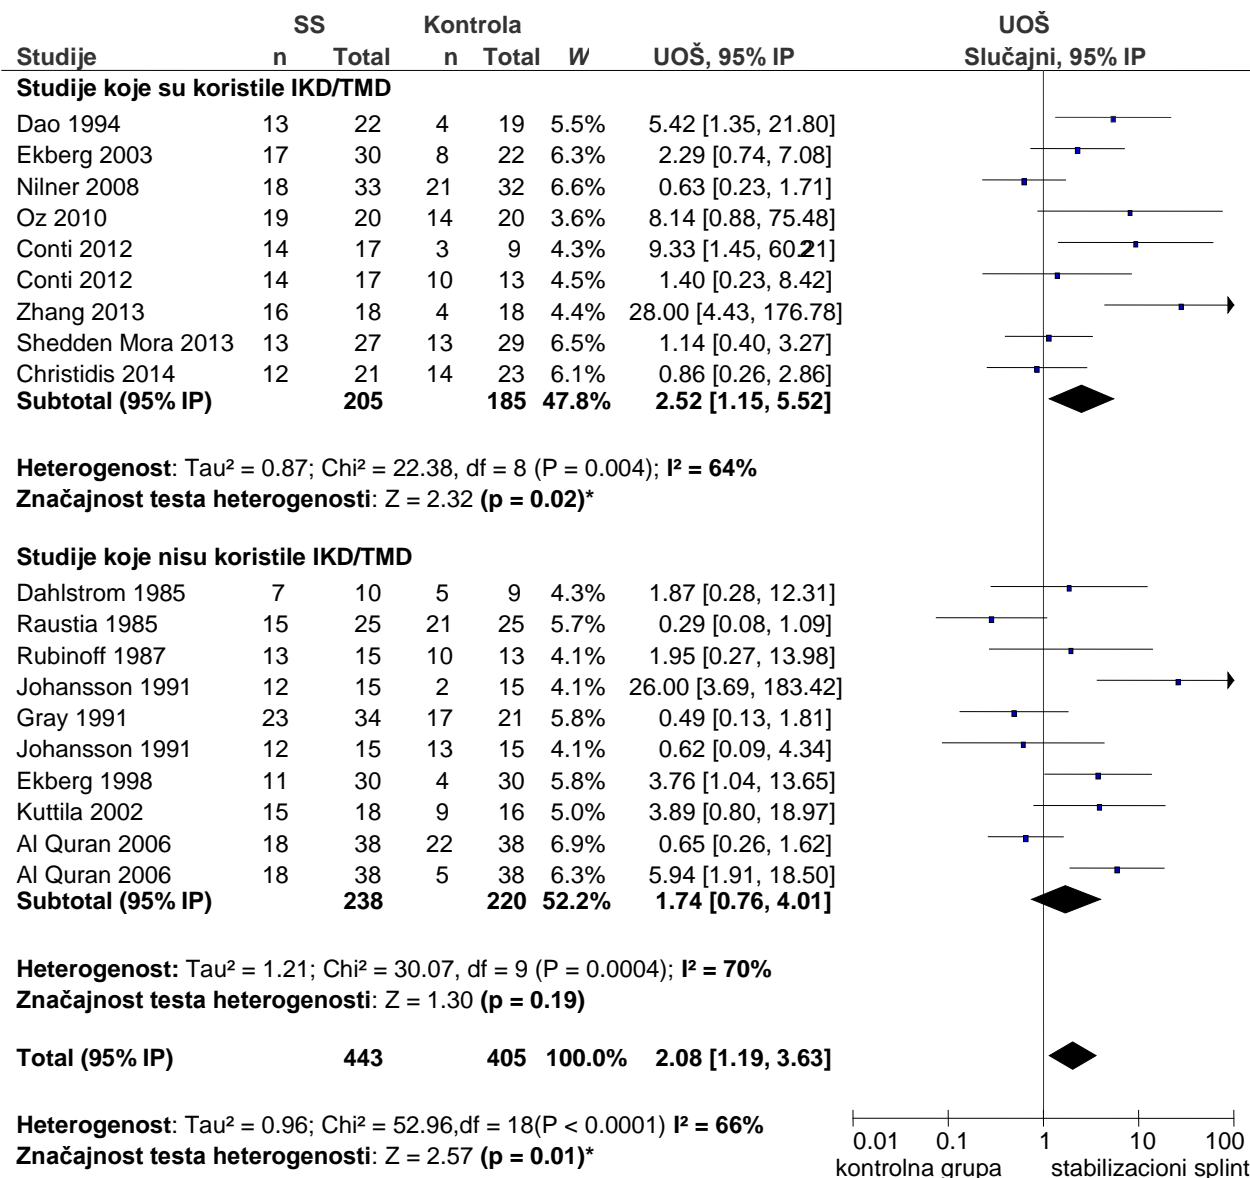 SS Kontrola UOŠ
Studije n Total n Total W UOŠ, 95% IP Slučajni, 95% IP
Studije koje su koristile IKD/TMD
Dao 1994 13 22 4 19 5.5% 5.42 [1.35, 21.80]
Ekberg 2003 17 30 8 22 6.3% 2.29 [0.74, 7.08]
Nilner 2008 18 33 21 32 6.6% 0.63 [0.23, 1.71]
Oz 2010 19 20 14 20 3.6% 8.14 [0.88, 75.48]
Conti 2012 14 17 3 9 4.3% 9.33 [1.45, 60.21]
Conti 2012 14 17 10 13 4.5% 1.40 [0.23, 8.42]
Zhang 2013 16 18 4 18 4.4% 28.00 [4.43, 176.78]
Shedden Mora 2013 13 27 13 29 6.5% 1.14 [0.40, 3.27]
Christidis 2014 12 21 14 23 6.1% 0.86 [0.26, 2.86]
Subtotal (95% IP) 205 185 47.8% 2.52 [1.15, 5.52]
Heterogenost: Tau² = 0.87; Chi² = 22.38, df = 8 (P = 0.004); I² = 64%
Značajnost testa heterogenosti: Z = 2.32 (p = 0.02)*
Studije koje nisu koristile IKD/TMD
Dahlstrom 1985 7 10 5 9 4.3% 1.87 [0.28, 12.31]
Raustia 1985 15 25 21 25 5.7% 0.29 [0.08, 1.09]
Rubinoff 1987 13 15 10 13 4.1% 1.95 [0.27, 13.98]
Johansson 1991 12 15 2 15 4.1% 26.00 [3.69, 183.42]
Gray 1991 23 34 17 21 5.8% 0.49 [0.13, 1.81]
Johansson 1991 12 15 13 15 4.1% 0.62 [0.09, 4.34]
Ekberg 1998 11 30 4 30 5.8% 3.76 [1.04, 13.65]
Kuttila 2002 15 18 9 16 5.0% 3.89 [0.80, 18.97]
Al Quran 2006 18 38 22 38 6.9% 0.65 [0.26, 1.62]
Al Quran 2006 18 38 5 38 6.3% 5.94 [1.91, 18.50]
Subtotal (95% IP) 238 220 52.2% 1.74 [0.76, 4.01]
Heterogenost: Tau² = 1.21; Chi² = 30.07, df = 9 (P = 0.0004); I² = 70%
Značajnost testa heterogenosti: Z = 1.30 (p = 0.19)
Total (95% IP) 443 405 100.0% 2.08 [1.19, 3.63]
Heterogenost: Tau² = 0.96; Chi² = 52.96,df = 18(P < 0.0001) I² = 66%
Značajnost testa heterogenosti: Z = 2.57 (p = 0.01)*
0.01 0.1 1 10 100
kontrolna grupa stabilizacioni splint